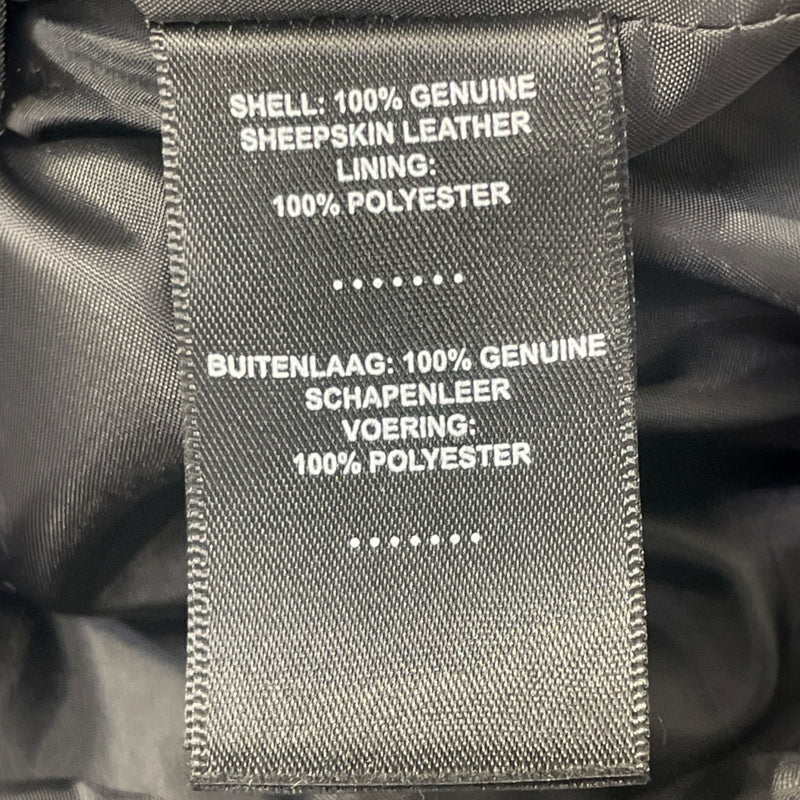 SHELL: 100% GENUINE
SHEEPSKIN LEATHER
LINING:
100% POLYESTER
.......
BUITENLAAG: 100% GENUINE
SCHAPENLEER
VOERING:
100% POLYESTER
.......